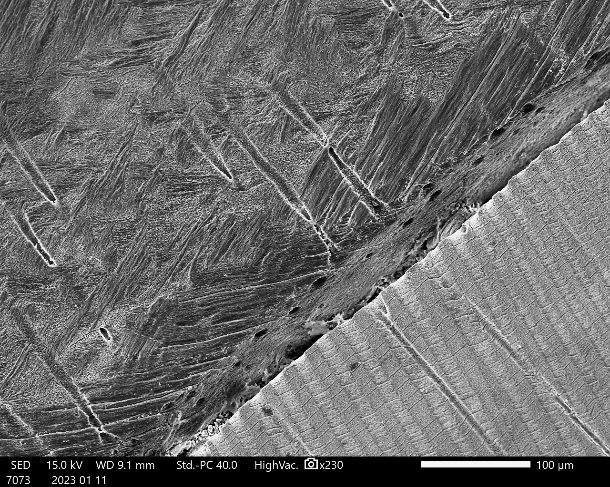 SED 15.0 kV WD 9.1 mm Std.-PC 40.0 HighVac. x230 100 µm
7073 2023 01 11